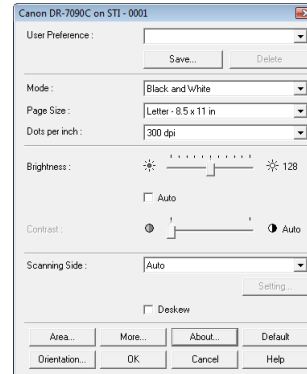 Canon DR-7090C on STI - 0001
User Preference :
Save... Delete
Mode : Black and White
Page Size : Letter - 8.5 x 11 in
Dots per inch : 300 dpi
Brightness : 128
Auto
Contrast : Auto
Scanning Side : Auto
Setting...
Deskew
Area... More... About... Default
Orientation... OK Cancel Help